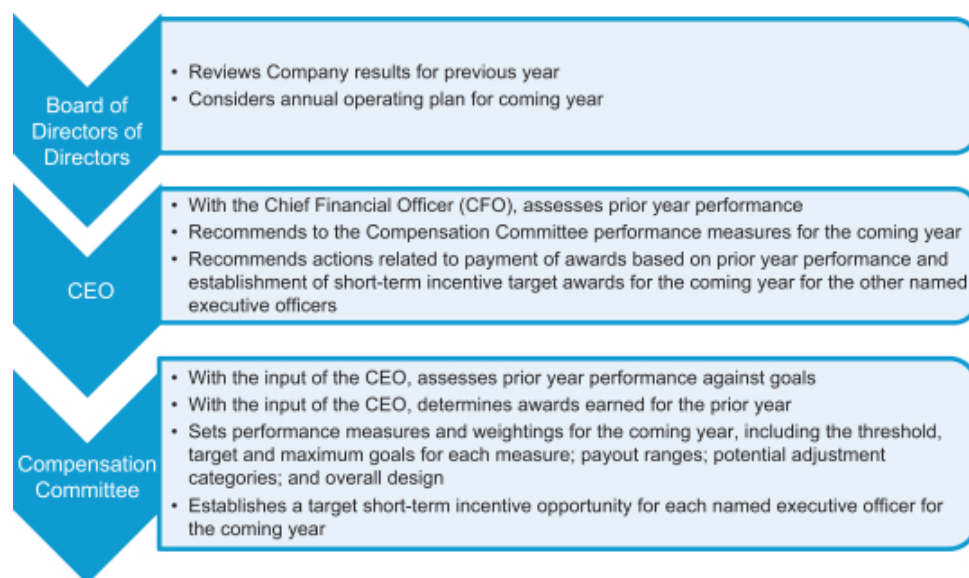 Board of
Directors of
Directors
• Reviews Company results for previous year
• Considers annual operating plan for coming year
CEO
• With the Chief Financial Officer (CFO), assesses prior year performance
• Recommends to the Compensation Committee performance measures for the coming year
• Recommends actions related to payment of awards based on prior year performance and
establishment of short-term incentive target awards for the coming year for the other named
executive officers
Compensation
Committee
• With the input of the CEO, assesses prior year performance against goals
• With the input of the CEO, determines awards earned for the prior year
• Sets performance measures and weightings for the coming year, including the threshold,
target and maximum goals for each measure; payout ranges; potential adjustment
categories; and overall design
• Establishes a target short-term incentive opportunity for each named executive officer for
the coming year